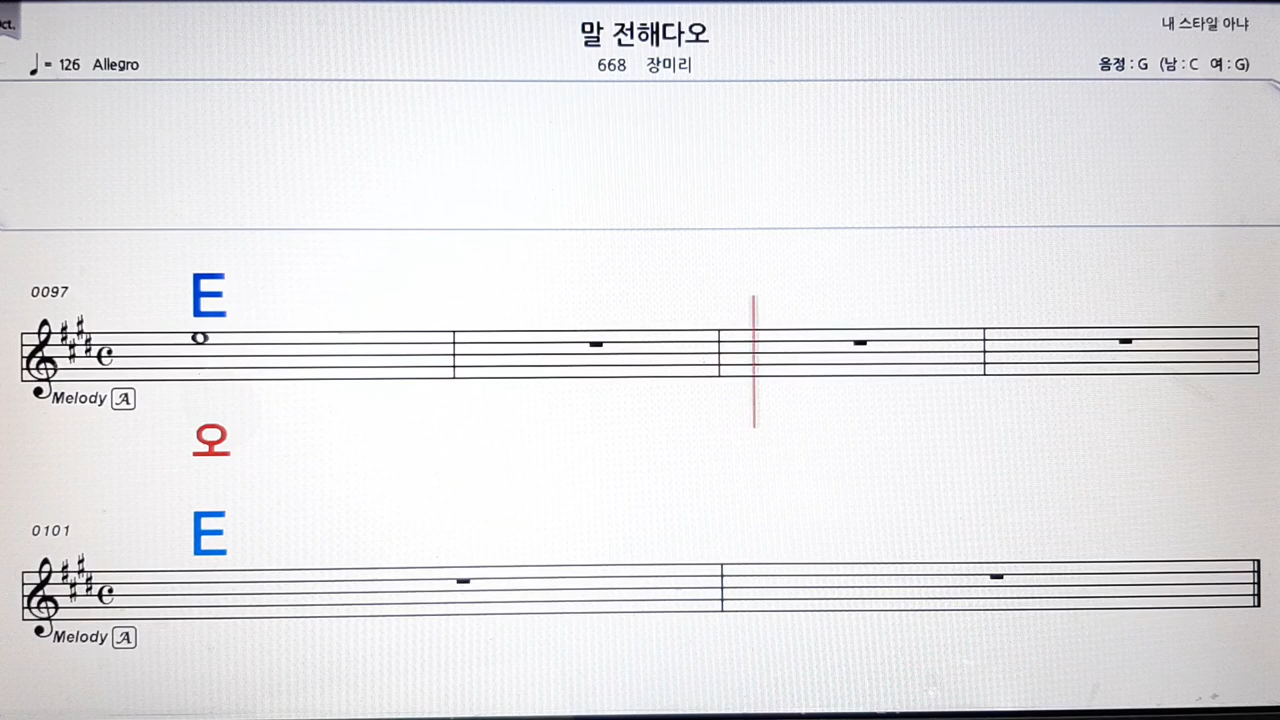 ct.
말 전해다오
내 스타일 아냐
♩= 126 Allegro
668 장미리
음정 : G (남 : C 여 : G)
0097
E
Melody A
오
0101
E
Melody A